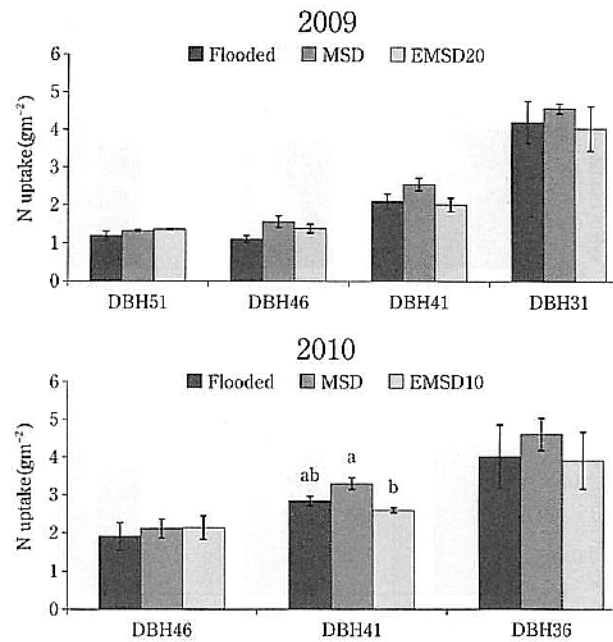 2009
Flooded MSD EMSD20
N uptake(gm⁻²)
6
5
4
3
2
1
0
DBH51 DBH46 DBH41 DBH31
2010
Flooded MSD EMSD10
N uptake(gm⁻²)
6
5
4
3
2
1
0
ab a b
DBH46 DBH41 DBH36